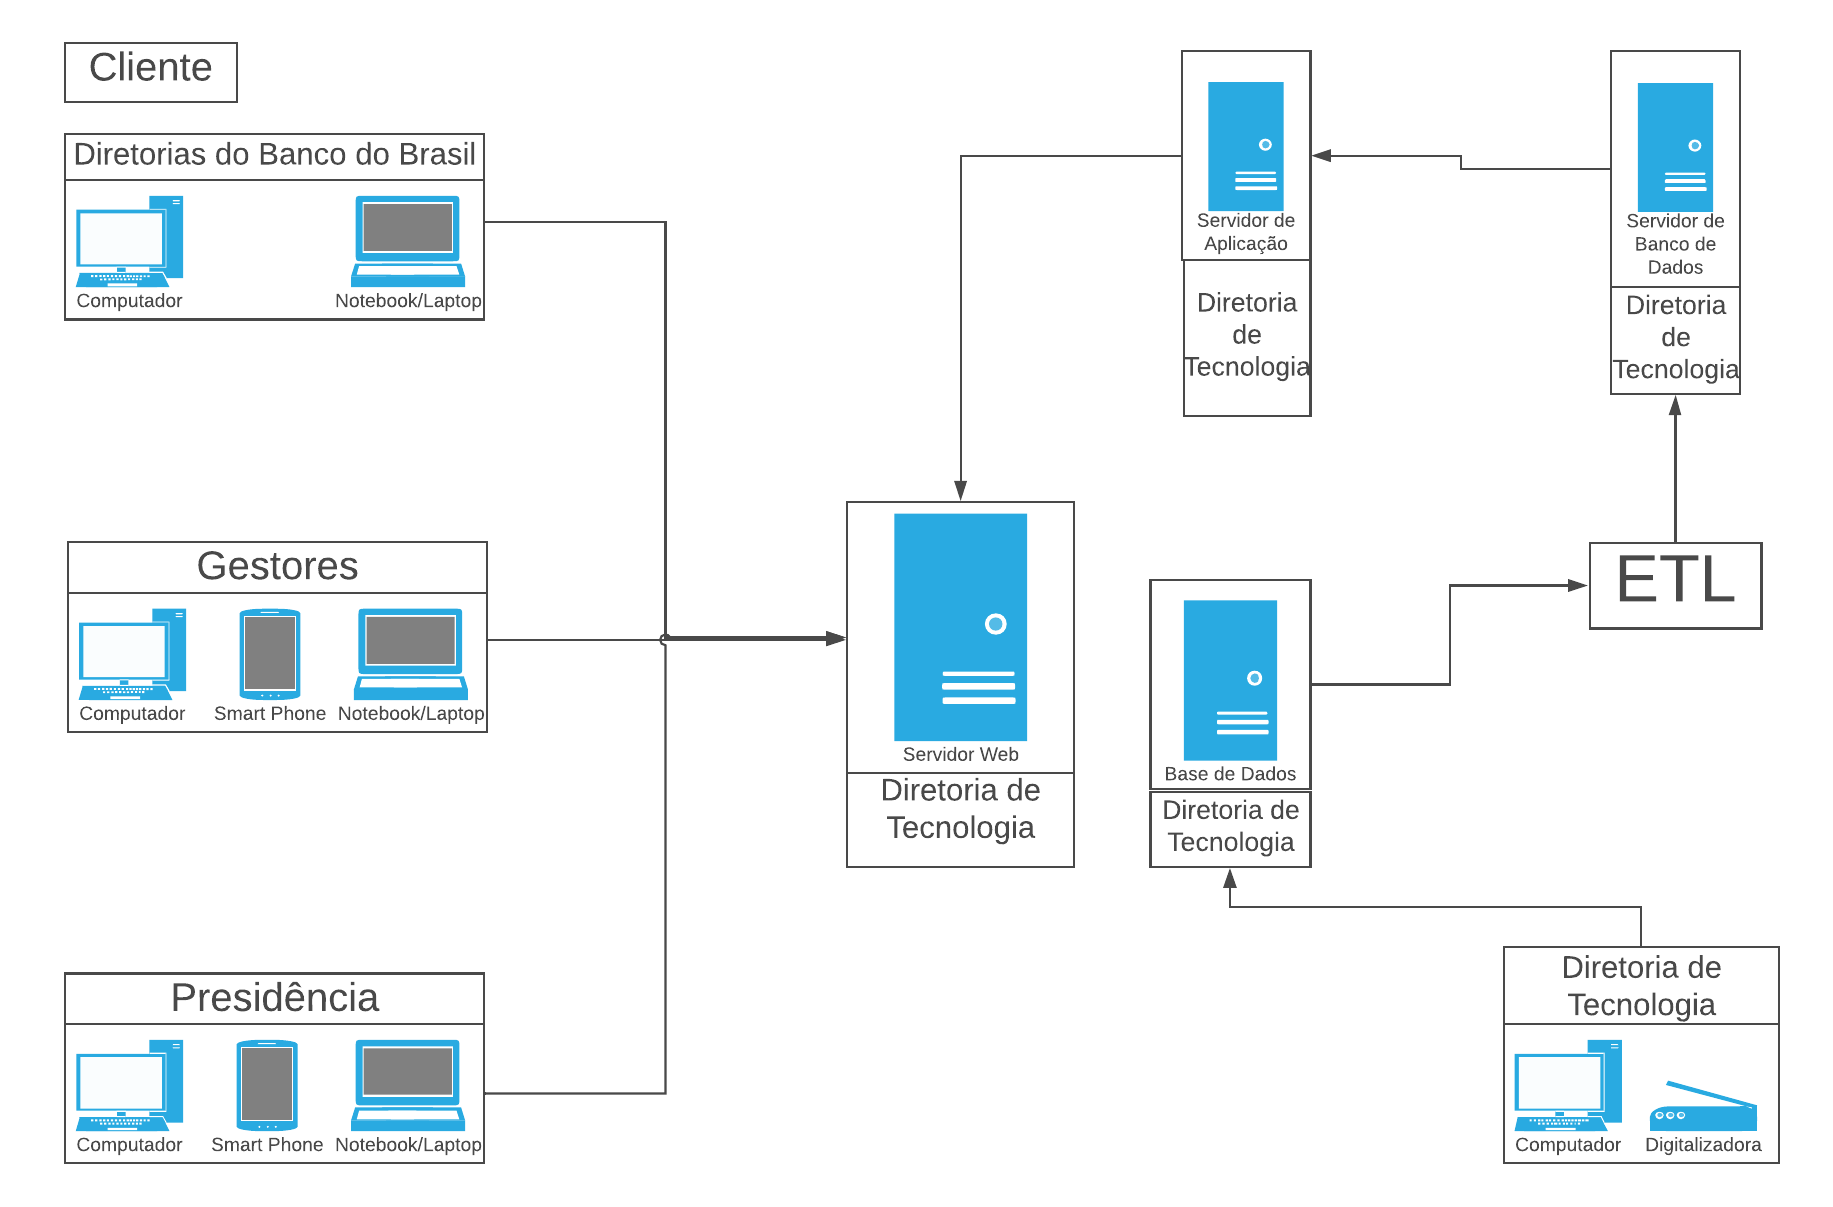 Cliente
Diretorias do Banco do Brasil
Computador
Notebook/Laptop
Gestores
Computador
Smart Phone
Notebook/Laptop
Presidência
Computador
Smart Phone
Notebook/Laptop
Servidor Web
Diretoria de
Tecnologia
Servidor de
Aplicação
Diretoria
de
Tecnologia
Servidor de
Banco de
Dados
Diretoria
de
Tecnologia
ETL
Base de Dados
Diretoria de
Tecnologia
Diretoria de
Tecnologia
Computador
Digitalizadora